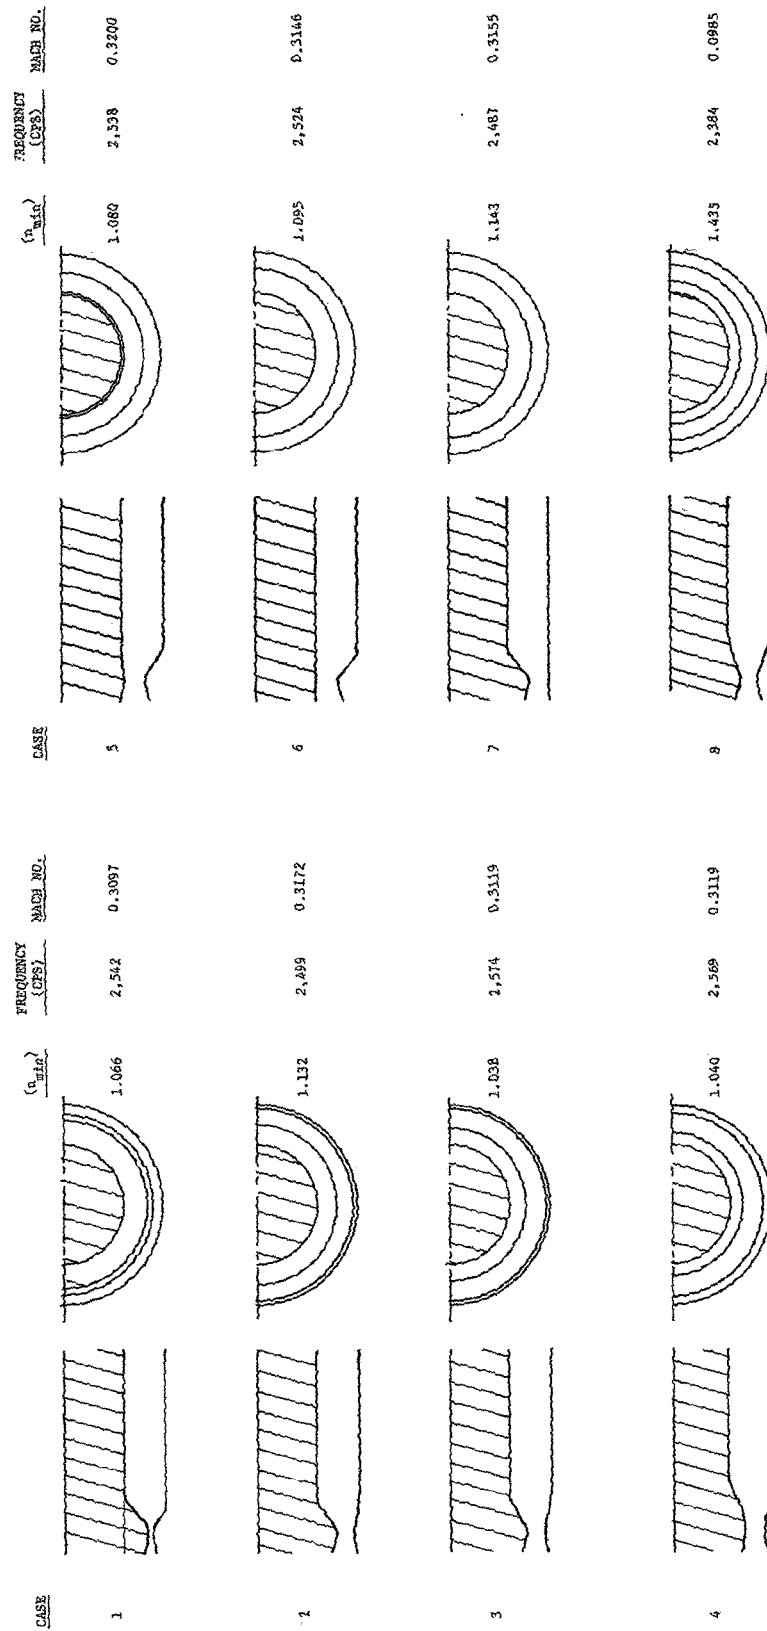 CASE (n min) FREQUENCY (CPS) MACH NO. CASE (n min) FREQUENCY (CPS) MACH NO.
1 1.066 2,542 0.3097 5 1.080 2,538 0.3200
2 1.132 2,499 0.3172 6 1.095 2,524 0.3146
3 1.038 2,574 0.3119 7 1.143 2,487 0.3155
4 1.040 2,569 0.3119 8 1.435 2,384 0.0985